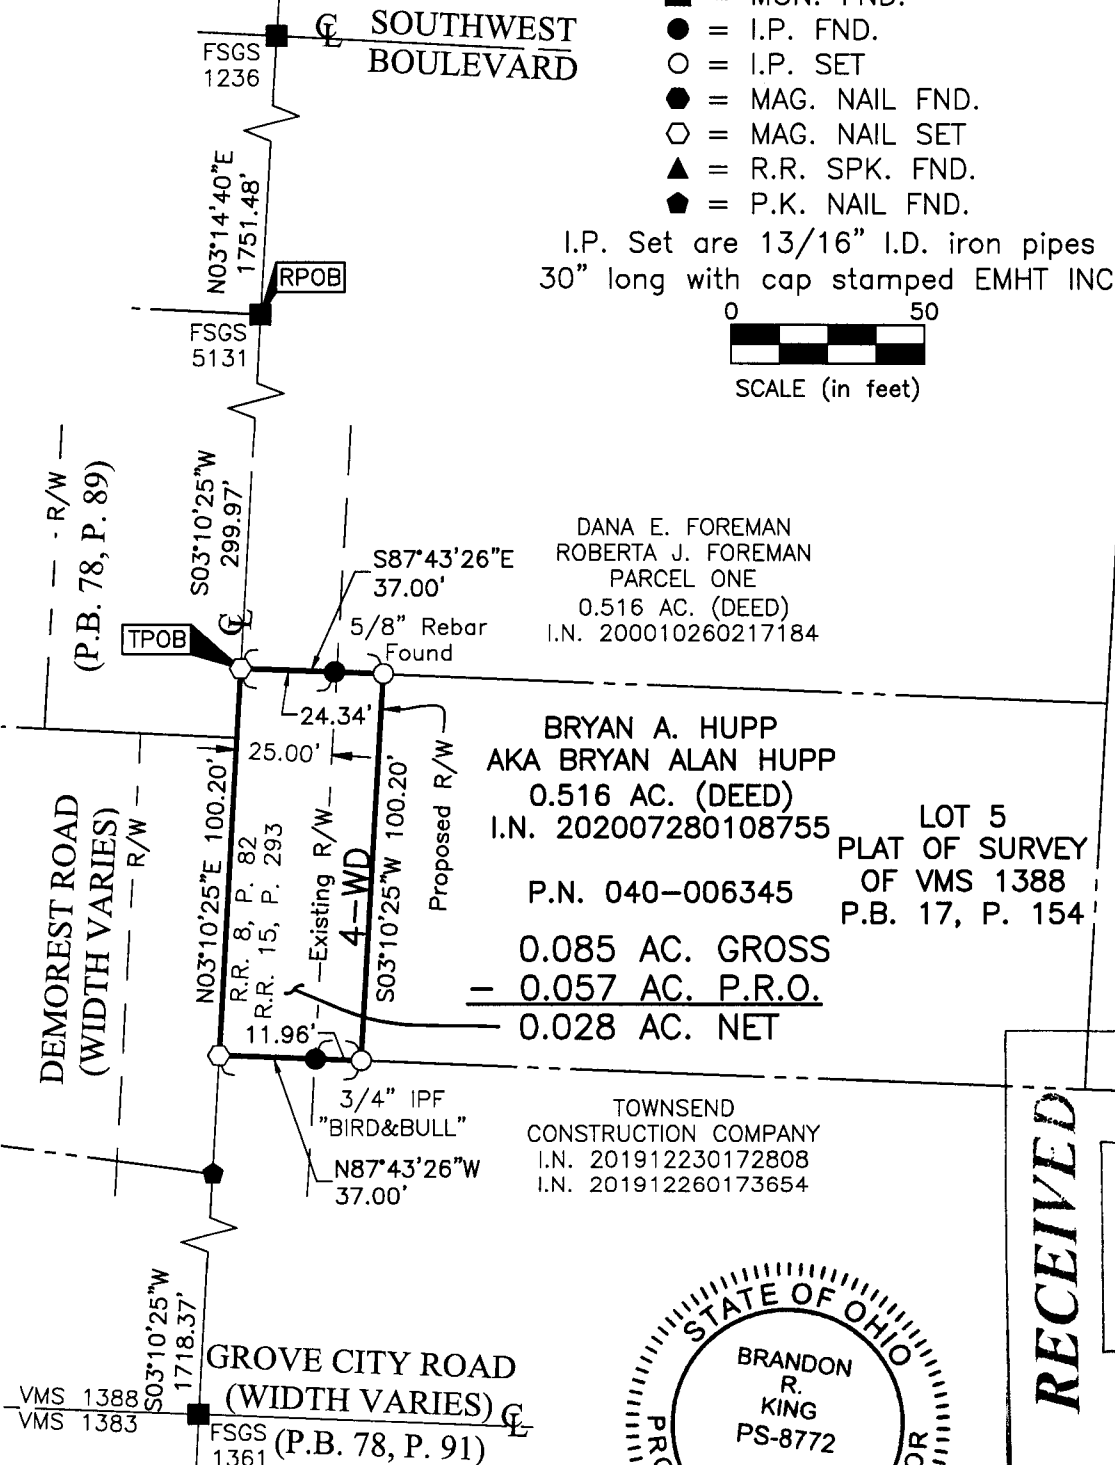 = MON. FND.
= I.P. FND.
= I.P. SET
= MAG. NAIL FND.
= MAG. NAIL SET
= R.R. SPK. FND.
= P.K. NAIL FND.
I.P. Set are 13/16" I.D. iron pipes
30" long with cap stamped EMHT INC
0 50
SCALE (in feet)
℄ SOUTHWEST
BOULEVARD
FSGS
1236
N03°14'40"E
1751.48'
RPOB
FSGS
5131
S03°10'25"W
299.97'
R/W
(P.B. 78, P. 89)
℄
TPOB
S87°43'26"E
37.00'
5/8" Rebar
Found
24.34'
25.00'
DANA E. FOREMAN
ROBERTA J. FOREMAN
PARCEL ONE
0.516 AC. (DEED)
I.N. 200010260217184
BRYAN A. HUPP
AKA BRYAN ALAN HUPP
0.516 AC. (DEED)
I.N. 202007280108755
P.N. 040-006345
0.085 AC. GROSS
- 0.057 AC. P.R.O.
0.028 AC. NET
LOT 5
PLAT OF SURVEY
OF VMS 1388
P.B. 17, P. 154
DEMOREST ROAD
(WIDTH VARIES)
R/W
N03°10'25"E 100.20'
R.R. 8, P. 82
R.R. 15, P. 293
Existing R/W
4-WD
S03°10'25"W 100.20'
Proposed R/W
11.96'
3/4" IPF
"BIRD&BULL"
N87°43'26"W
37.00'
TOWNSEND
CONSTRUCTION COMPANY
I.N. 201912230172808
I.N. 201912260173654
S03°10'25"W
1718.37'
GROVE CITY ROAD
(WIDTH VARIES) ℄
(P.B. 78, P. 91)
VMS 1388
VMS 1383
FSGS
1361
STATE OF OHIO
BRANDON
R.
KING
PS-8772
RECEIVED